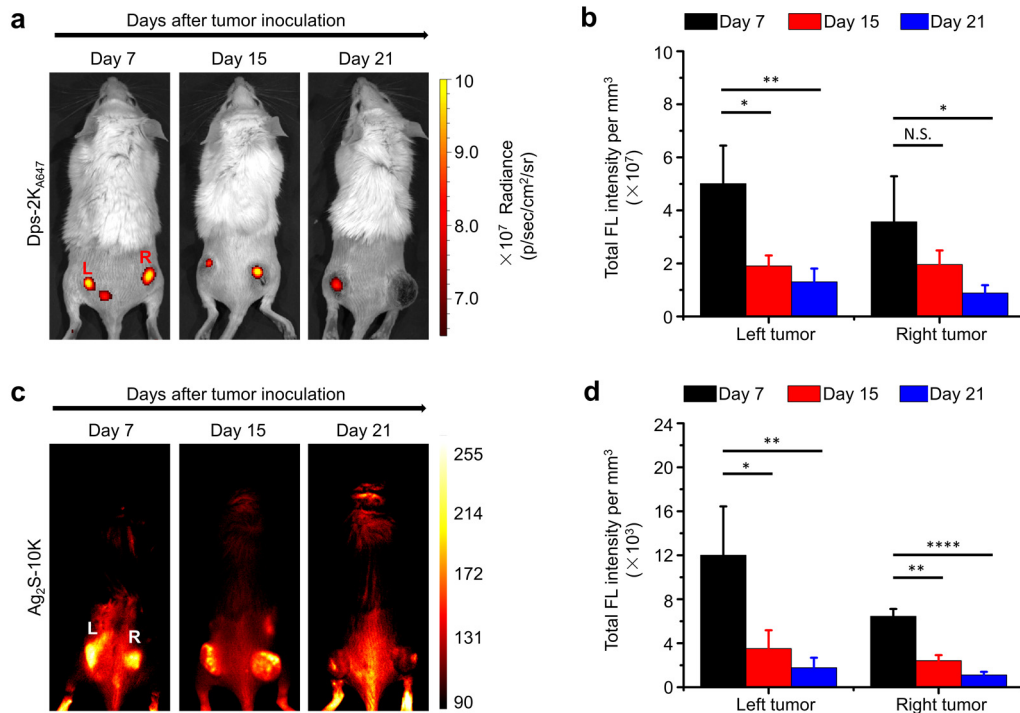 a
Days after tumor inoculation
Day 7
Day 15
Day 21
Dps-2K_A647
L
R
10
9.0
8.0
7.0
×10⁷ Radiance
(p/sec/cm²/sr)
b
Day 7
Day 15
Day 21
Total FL intensity per mm³
(×10⁷)
10
8
6
4
2
0
**
*
*
N.S.
Left tumor
Right tumor
c
Days after tumor inoculation
Day 7
Day 15
Day 21
Ag₂S-10K
L
R
255
214
172
131
90
d
Day 7
Day 15
Day 21
Total FL intensity per mm³
(×10³)
24
20
16
12
8
4
0
**
*
****
**
Left tumor
Right tumor